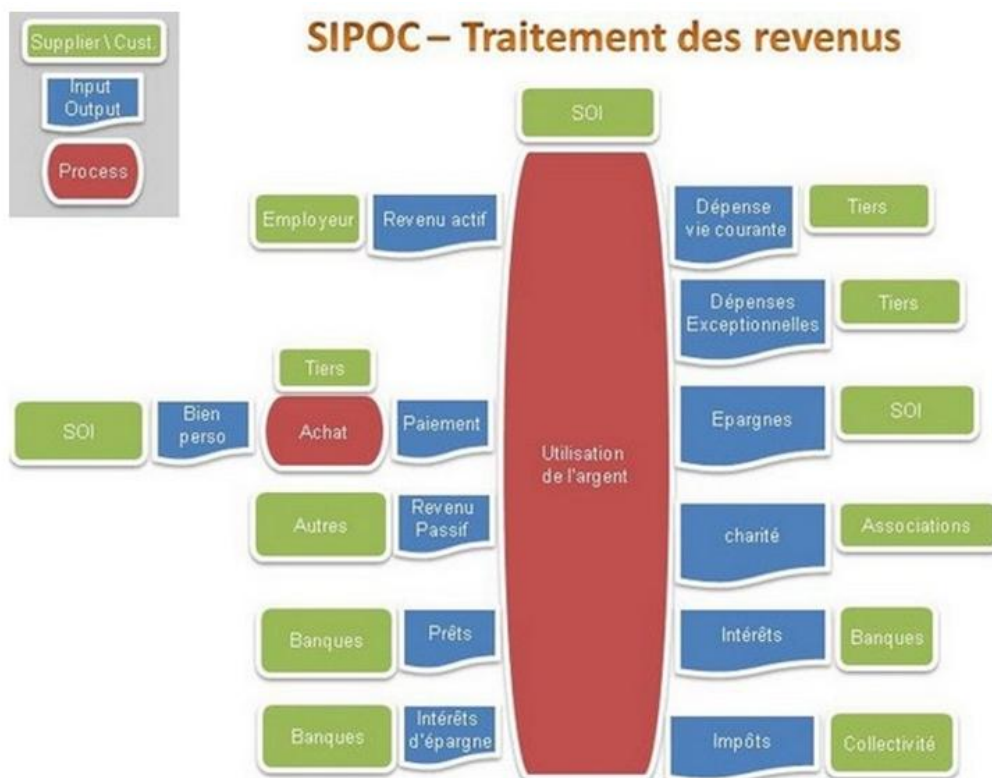 SIPOC – Traitement des revenus
Supplier \ Cust.
Input
Output
Process
SOI
Employeur
Revenu actif
Dépense
vie courante
Tiers
Dépenses
Exceptionnelles
Tiers
Tiers
SOI
Bien
perso
Achat
Paiement
Utilisation
de l'argent
Epargnes
SOI
Autres
Revenu
Passif
charité
Associations
Banques
Prêts
Intérêts
Banques
Banques
Intérêts
d'épargne
Impôts
Collectivité